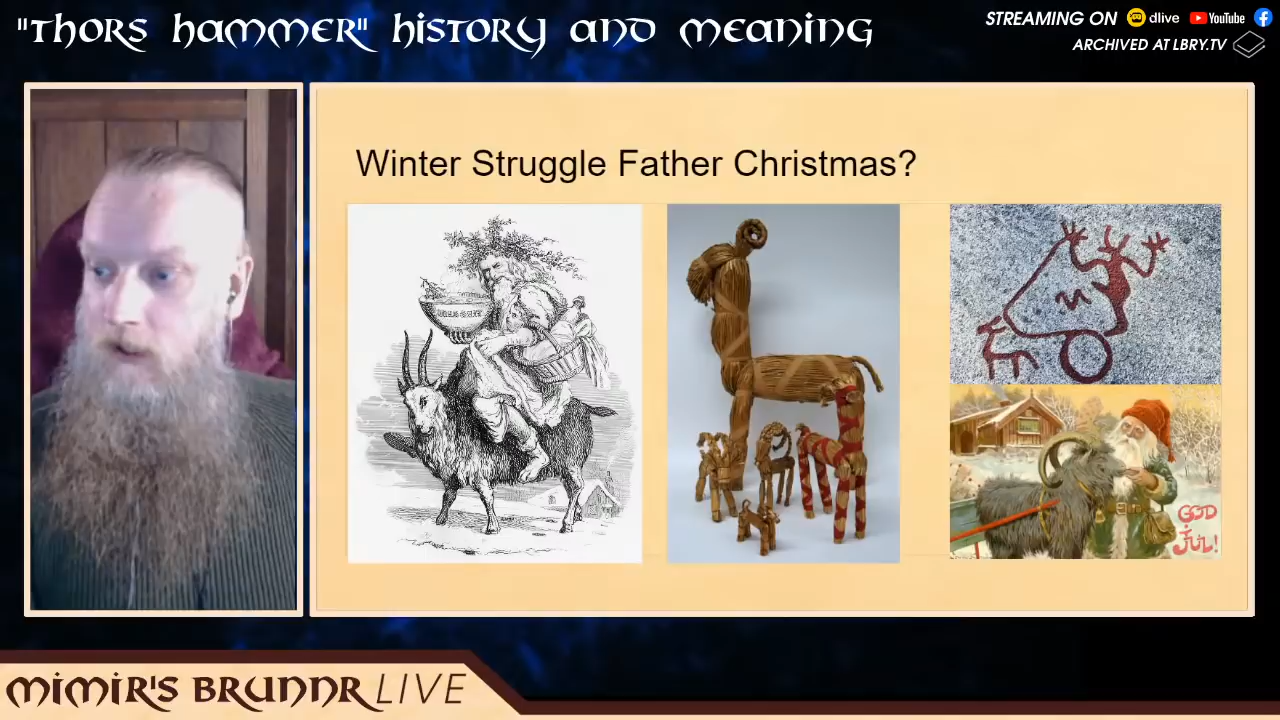 "Thors hammer" history and meaning
STREAMING ON dlive YouTube
ARCHIVED AT LBRY.TV
Winter Struggle Father Christmas?
GOD
JUL!
MIMIR'S BRUNNR LIVE